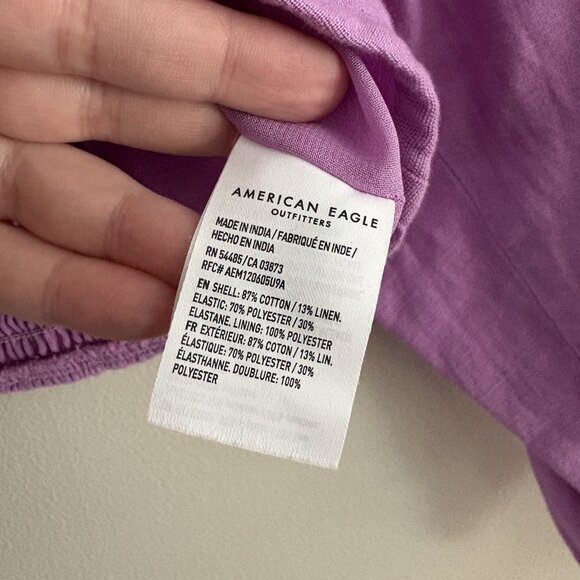 AMERICAN EAGLE
OUTFITTERS
MADE IN INDIA / FABRIQUÉ EN INDE /
HECHO EN INDIA
RN 54485 / CA 03873
RFC# AEM120605U9A
EN SHELL: 87% COTTON / 13% LINEN.
ELASTIC: 70% POLYESTER / 30%
ELASTANE. LINING: 100% POLYESTER
FR EXTÉRIEUR: 87% COTON / 13% LIN.
ÉLASTIQUE: 70% POLYESTER / 30%
ÉLASTHANNE. DOUBLURE: 100%
POLYESTER